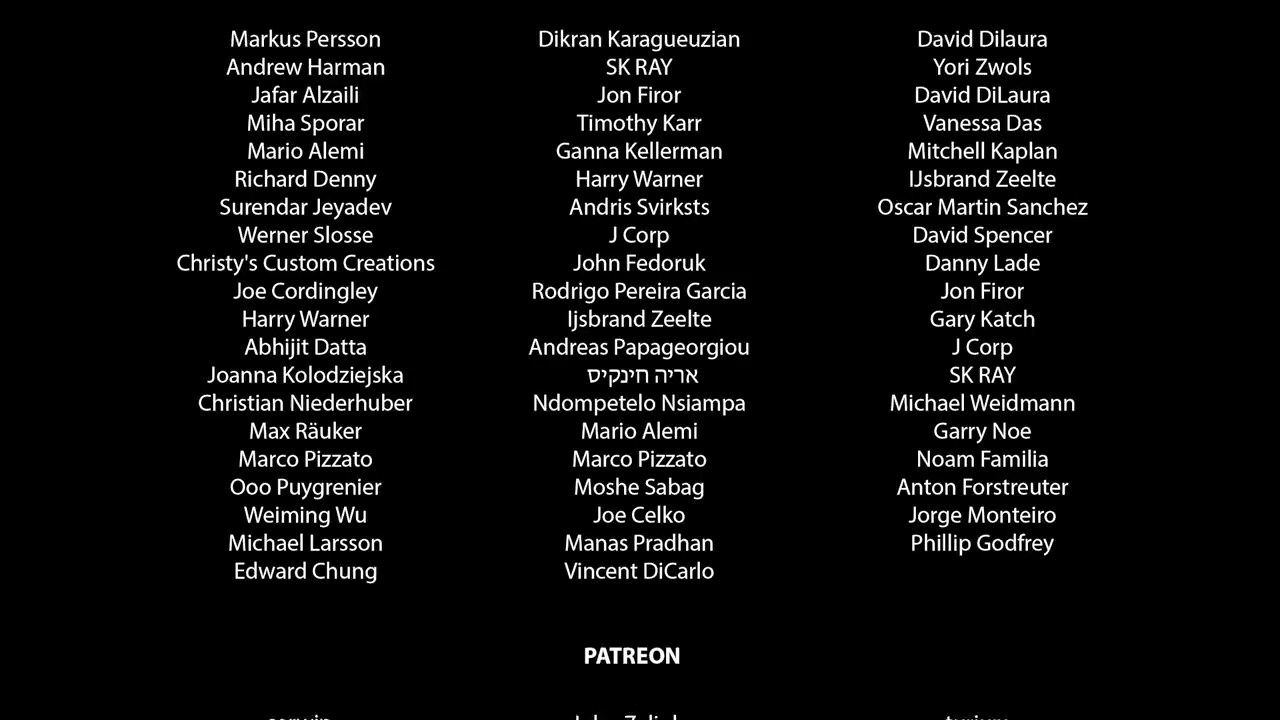 Markus Persson
Andrew Harman
Jafar Alzaili
Miha Sporar
Mario Alemi
Richard Denny
Surendar Jeyadev
Werner Slosse
Christy's Custom Creations
Joe Cordingley
Harry Warner
Abhijit Datta
Joanna Kolodziejska
Christian Niederhuber
Max Räuker
Marco Pizzato
Ooo Puygrenier
Weiming Wu
Michael Larsson
Edward Chung
Dikran Karagueuzian
SK RAY
Jon Firor
Timothy Karr
Ganna Kellerman
Harry Warner
Andris Svirksts
J Corp
John Fedoruk
Rodrigo Pereira Garcia
Ijsbrand Zeelte
Andreas Papageorgiou
אריה חינקיס
Ndompetelo Nsiampa
Mario Alemi
Marco Pizzato
Moshe Sabag
Joe Celko
Manas Pradhan
Vincent DiCarlo
David Dilaura
Yori Zwols
David DiLaura
Vanessa Das
Mitchell Kaplan
IJsbrand Zeelte
Oscar Martin Sanchez
David Spencer
Danny Lade
Jon Firor
Gary Katch
J Corp
SK RAY
Michael Weidmann
Garry Noe
Noam Familia
Anton Forstreuter
Jorge Monteiro
Phillip Godfrey
PATREON